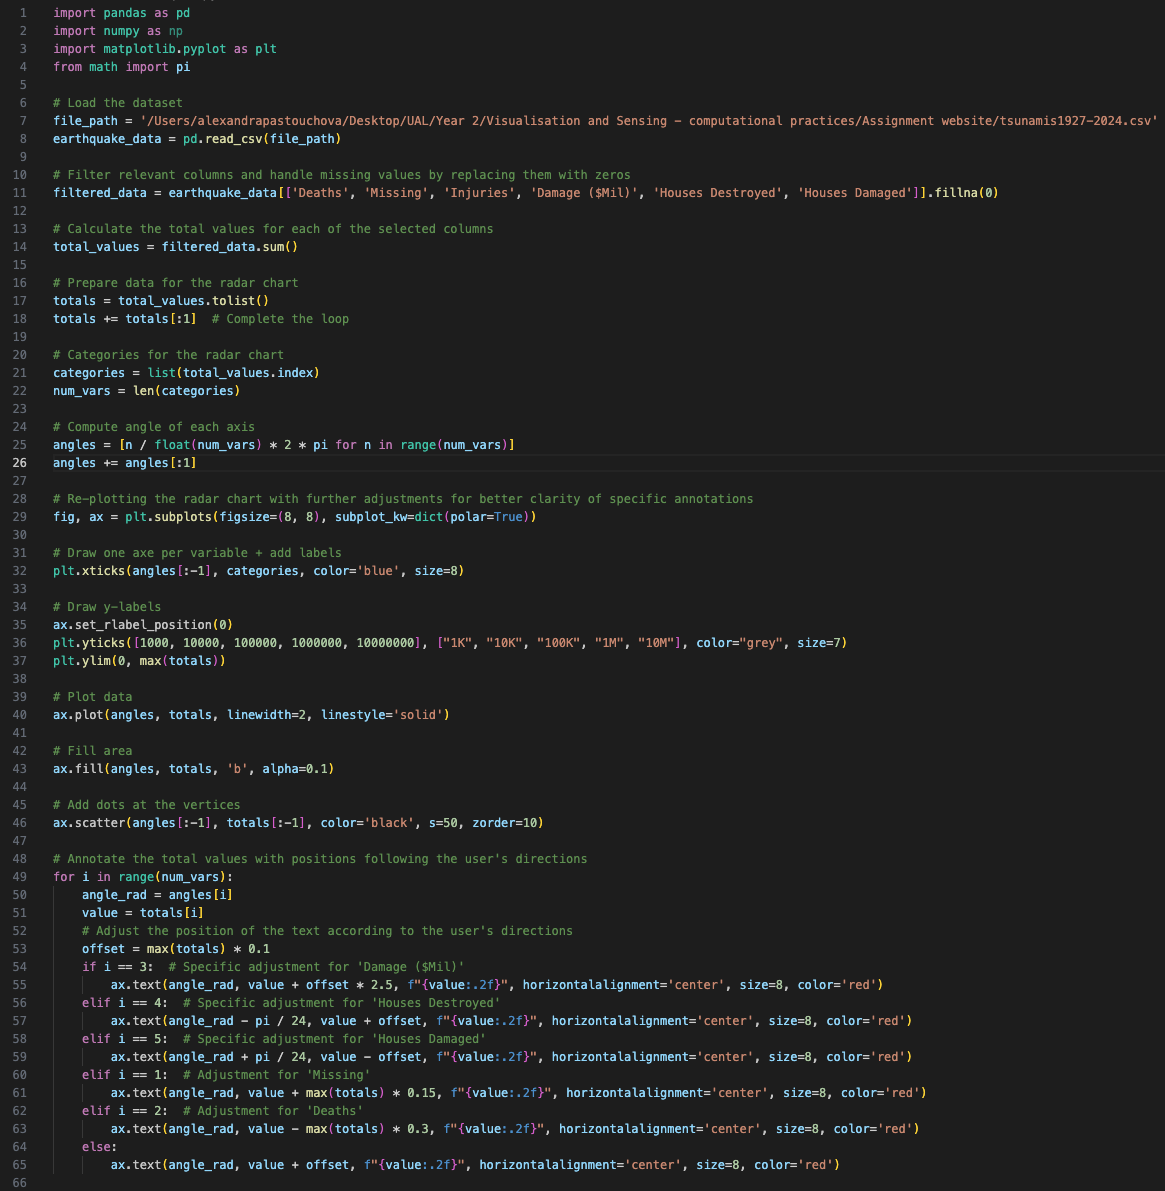 1 import pandas as pd
2 import numpy as np
3 import matplotlib.pyplot as plt
4 from math import pi
5
6 # Load the dataset
7 file_path = '/Users/alexandrapastouchova/Desktop/UAL/Year 2/Visualisation and Sensing - computational practices/Assignment website/tsunamis1927-2024.csv'
8 earthquake_data = pd.read_csv(file_path)
9
10 # Filter relevant columns and handle missing values by replacing them with zeros
11 filtered_data = earthquake_data[['Deaths', 'Missing', 'Injuries', 'Damage ($Mil)', 'Houses Destroyed', 'Houses Damaged']].fillna(0)
12
13 # Calculate the total values for each of the selected columns
14 total_values = filtered_data.sum()
15
16 # Prepare data for the radar chart
17 totals = total_values.tolist()
18 totals += totals[:1]  # Complete the loop
19
20 # Categories for the radar chart
21 categories = list(total_values.index)
22 num_vars = len(categories)
23
24 # Compute angle of each axis
25 angles = [n / float(num_vars) * 2 * pi for n in range(num_vars)]
26 angles += angles[:1]
27
28 # Re-plotting the radar chart with further adjustments for better clarity of specific annotations
29 fig, ax = plt.subplots(figsize=(8, 8), subplot_kw=dict(polar=True))
30
31 # Draw one axe per variable + add labels
32 plt.xticks(angles[:-1], categories, color='blue', size=8)
33
34 # Draw y-labels
35 ax.set_rlabel_position(0)
36 plt.yticks([1000, 10000, 100000, 1000000, 10000000], ["1K", "10K", "100K", "1M", "10M"], color="grey", size=7)
37 plt.ylim(0, max(totals))
38
39 # Plot data
40 ax.plot(angles, totals, linewidth=2, linestyle='solid')
41
42 # Fill area
43 ax.fill(angles, totals, 'b', alpha=0.1)
44
45 # Add dots at the vertices
46 ax.scatter(angles[:-1], totals[:-1], color='black', s=50, zorder=10)
47
48 # Annotate the total values with positions following the user's directions
49 for i in range(num_vars):
50     angle_rad = angles[i]
51     value = totals[i]
52     # Adjust the position of the text according to the user's directions
53     offset = max(totals) * 0.1
54     if i == 3:  # Specific adjustment for 'Damage ($Mil)'
55         ax.text(angle_rad, value + offset * 2.5, f"{value:.2f}", horizontalalignment='center', size=8, color='red')
56     elif i == 4:  # Specific adjustment for 'Houses Destroyed'
57         ax.text(angle_rad - pi / 24, value + offset, f"{value:.2f}", horizontalalignment='center', size=8, color='red')
58     elif i == 5:  # Specific adjustment for 'Houses Damaged'
59         ax.text(angle_rad + pi / 24, value - offset, f"{value:.2f}", horizontalalignment='center', size=8, color='red')
60     elif i == 1:  # Adjustment for 'Missing'
61         ax.text(angle_rad, value + max(totals) * 0.15, f"{value:.2f}", horizontalalignment='center', size=8, color='red')
62     elif i == 2:  # Adjustment for 'Deaths'
63         ax.text(angle_rad, value - max(totals) * 0.3, f"{value:.2f}", horizontalalignment='center', size=8, color='red')
64     else:
65         ax.text(angle_rad, value + offset, f"{value:.2f}", horizontalalignment='center', size=8, color='red')
66